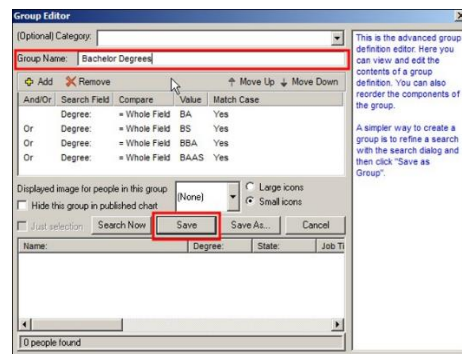 Group Editor
(Optional) Category:
Group Name: Bachelor Degrees
Add Remove Move Up Move Down
And/Or Search Field Compare Value Match Case
Degree: = Whole Field BA Yes
Or Degree: = Whole Field BS Yes
Or Degree: = Whole Field BBA Yes
Or Degree: = Whole Field BAAS Yes
Displayed image for people in this group (None) Large icons
Small icons
Hide this group in published chart
Just selection Search Now Save Save As... Cancel
Name: Degree: State: Job Ti
0 people found
This is the advanced group
definition editor. Here you
can view and edit the
contents of a group
definition. You can also
reorder the components of
the group.
A simpler way to create a
group is to refine a search
with the search dialog and
then click "Save as
Group".